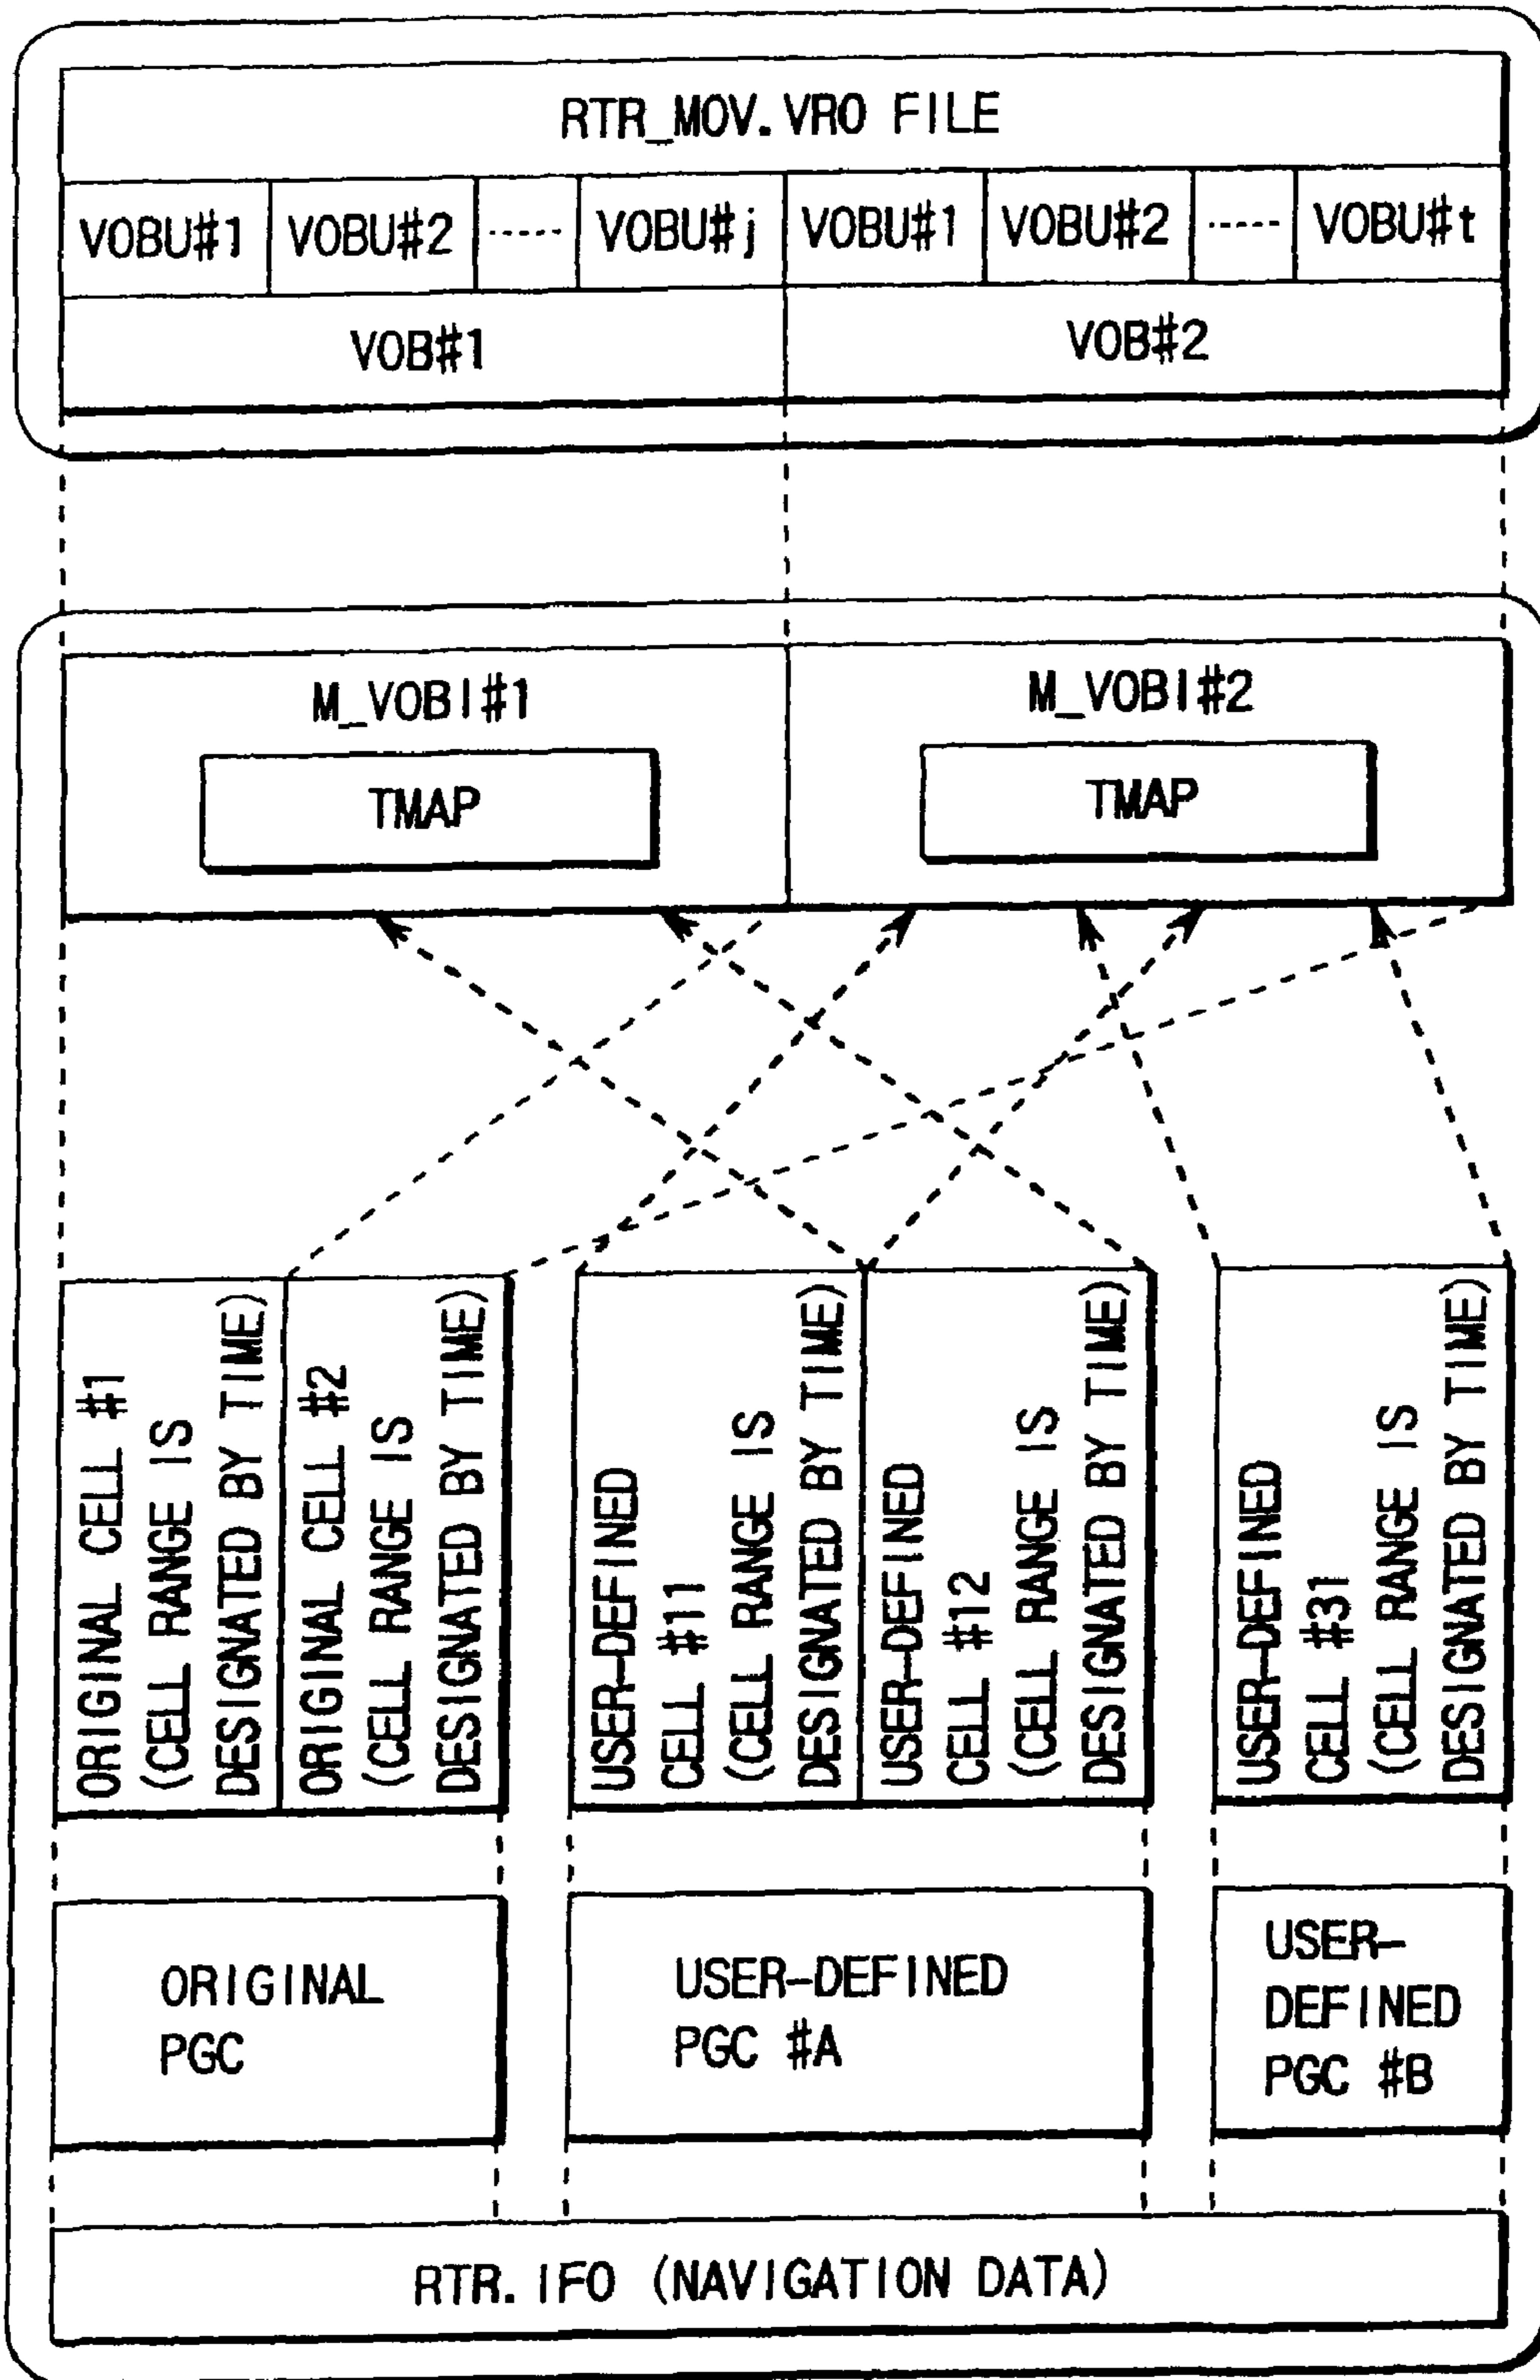 RTR_MOV.VRO FILE
VOBU#1 VOBU#2 ----- VOBU#j VOBU#1 VOBU#2 ----- VOBU#t
VOB#1 VOB#2
M_VOBI#1 M_VOBI#2
TMAP TMAP
ORIGINAL CELL #1
(CELL RANGE IS
DESIGNATED BY TIME)
ORIGINAL CELL #2
(CELL RANGE IS
DESIGNATED BY TIME)
USER-DEFINED
CELL #11
(CELL RANGE IS
DESIGNATED BY TIME)
USER-DEFINED
CELL #12
(CELL RANGE IS
DESIGNATED BY TIME)
USER-DEFINED
CELL #31
(CELL RANGE IS
DESIGNATED BY TIME)
ORIGINAL
PGC
USER-DEFINED
PGC #A
USER-
DEFINED
PGC #B
RTR.IFO (NAVIGATION DATA)